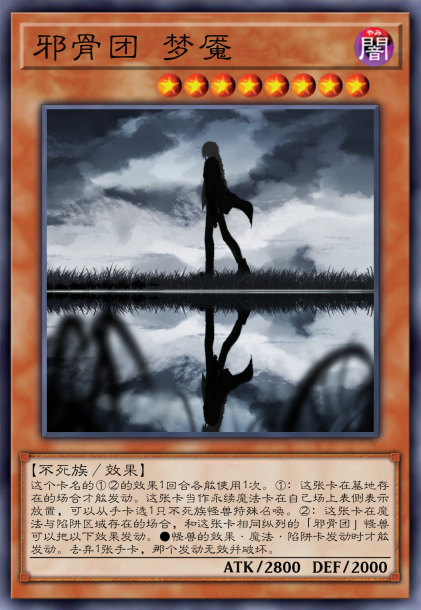 邪骨团 梦魇
やみ
闇
【不死族／效果】
这个卡名的①②的效果1回合各能使用1次。①：这张卡在墓地存
在的场合才能发动。这张卡当作永续魔法卡在自己场上表侧表示
放置，可以从手卡选1只不死族怪兽特殊召唤。②：这张卡在魔
法与陷阱区域存在的场合，和这张卡相同纵列的「邪骨团」怪兽
可以把以下效果发动。●怪兽的效果·魔法·陷阱卡发动时才能
发动。丢弃1张手卡，那个发动无效并破坏。
ATK/2800 DEF/2000